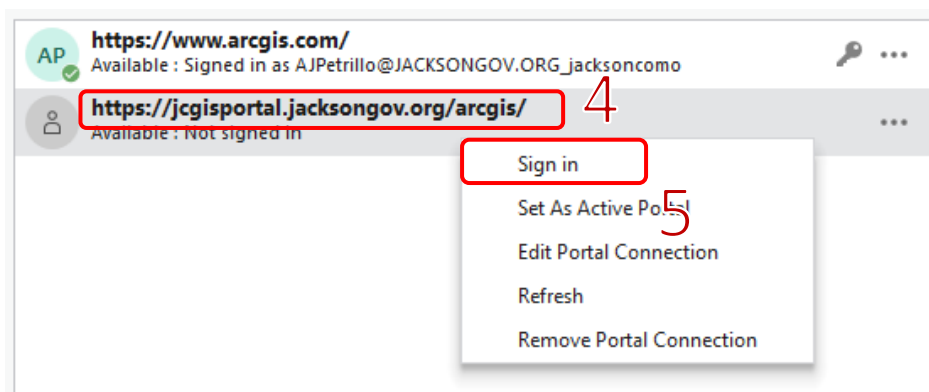 AP
https://www.arcgis.com/
Available : Signed in as AJPetrillo@JACKSONGOV.ORG_jacksoncomo
https://jcgisportal.jacksongov.org/arcgis/
4
Available : Not signed in
Sign in
Set As Active Portal
5
Edit Portal Connection
Refresh
Remove Portal Connection